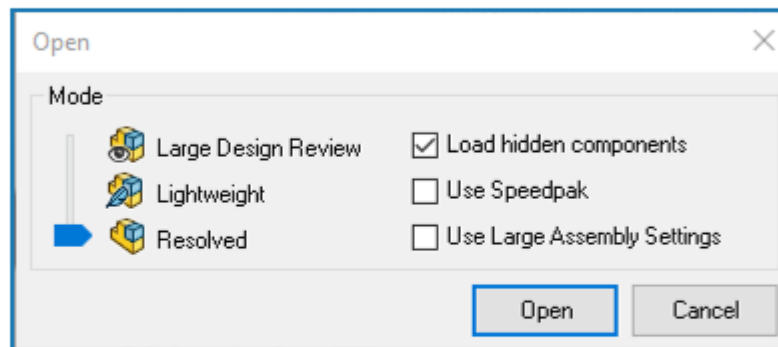 Open
Mode
Large Design Review
Lightweight
Resolved
Load hidden components
Use Speedpak
Use Large Assembly Settings
Open
Cancel